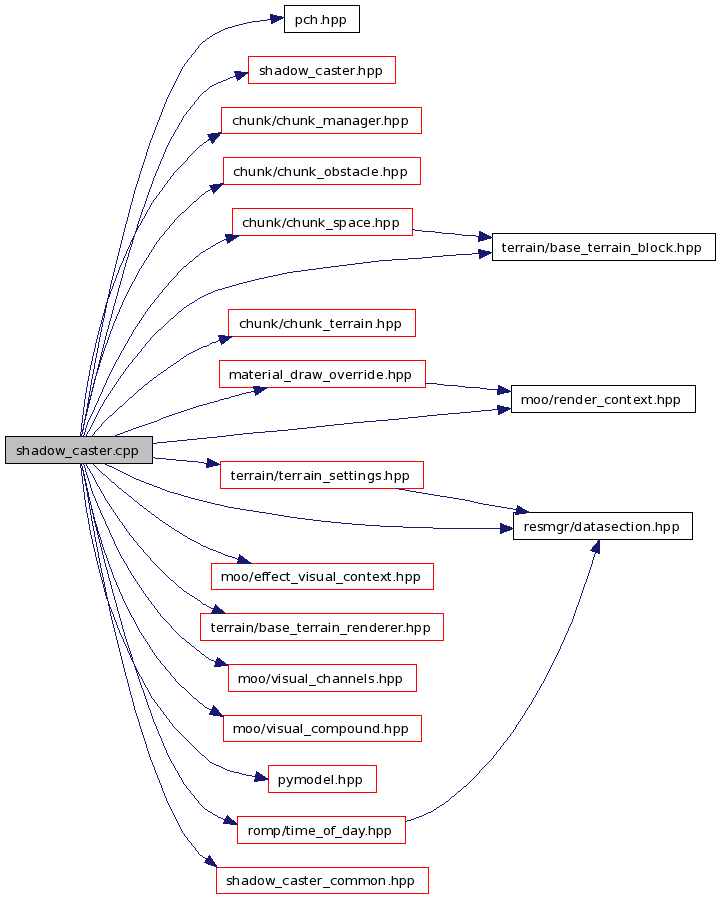 pch.hpp
shadow_caster.hpp
chunk/chunk_manager.hpp
chunk/chunk_obstacle.hpp
chunk/chunk_space.hpp
terrain/base_terrain_block.hpp
chunk/chunk_terrain.hpp
material_draw_override.hpp
moo/render_context.hpp
shadow_caster.cpp
terrain/terrain_settings.hpp
resmgr/datasection.hpp
moo/effect_visual_context.hpp
terrain/base_terrain_renderer.hpp
moo/visual_channels.hpp
moo/visual_compound.hpp
pymodel.hpp
romp/time_of_day.hpp
shadow_caster_common.hpp